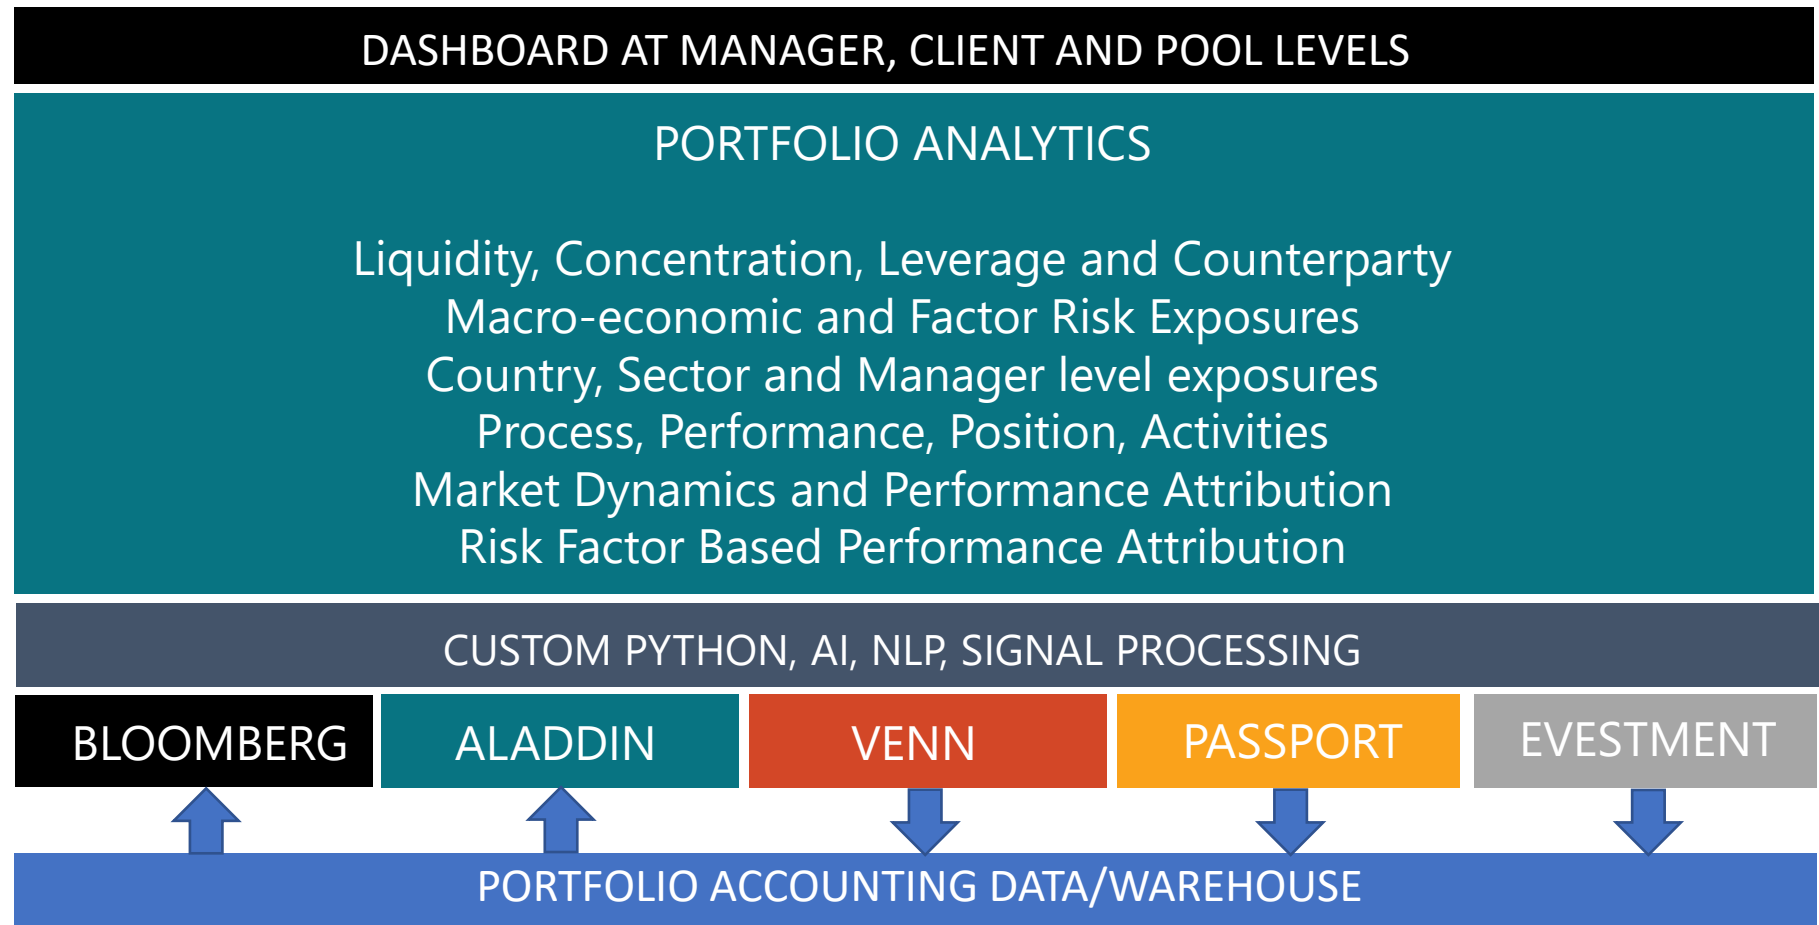 DASHBOARD AT MANAGER, CLIENT AND POOL LEVELS
PORTFOLIO ANALYTICS
Liquidity, Concentration, Leverage and Counterparty
Macro-economic and Factor Risk Exposures
Country, Sector and Manager level exposures
Process, Performance, Position, Activities
Market Dynamics and Performance Attribution
Risk Factor Based Performance Attribution
CUSTOM PYTHON, AI, NLP, SIGNAL PROCESSING
BLOOMBERG
ALADDIN
VENN
PASSPORT
EVESTMENT
PORTFOLIO ACCOUNTING DATA/WAREHOUSE